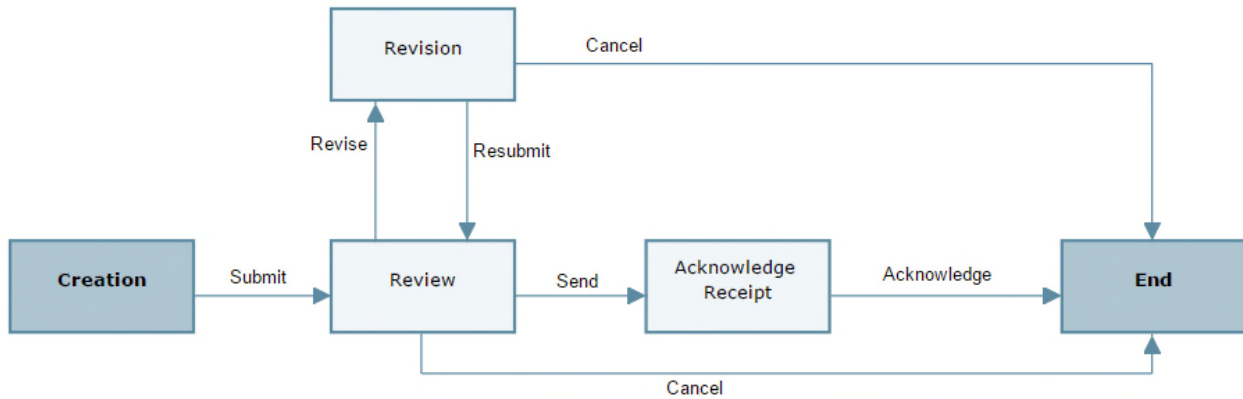 Revision
Cancel
Revise
Resubmit
Creation
Submit
Review
Send
Acknowledge
Receipt
Acknowledge
End
Cancel